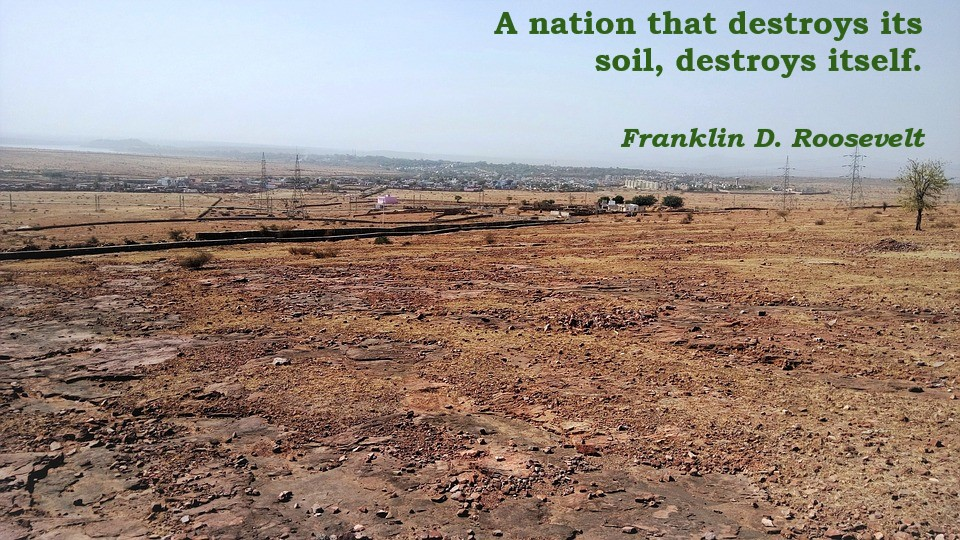 A nation that destroys its
soil, destroys itself.
Franklin D. Roosevelt